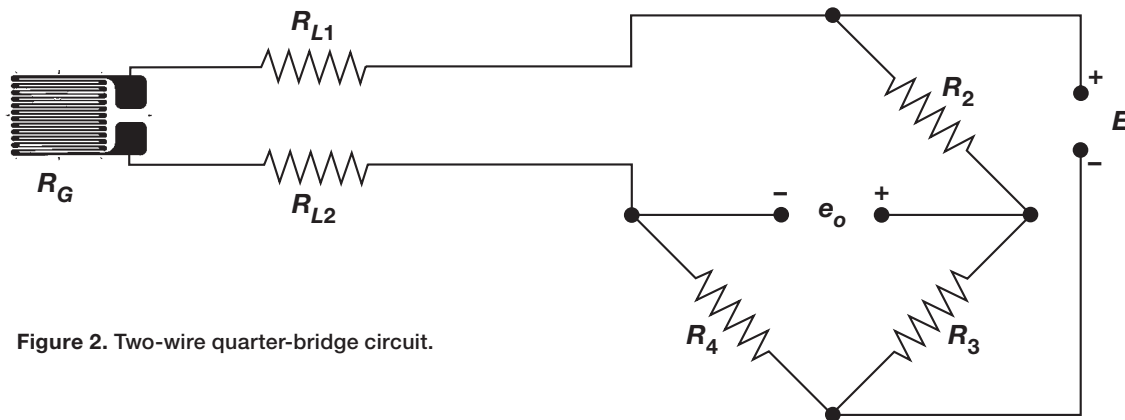 R_L1
R_2
+
E
−
R_G
R_L2
− e_o +
R_4
R_3
Figure 2. Two-wire quarter-bridge circuit.